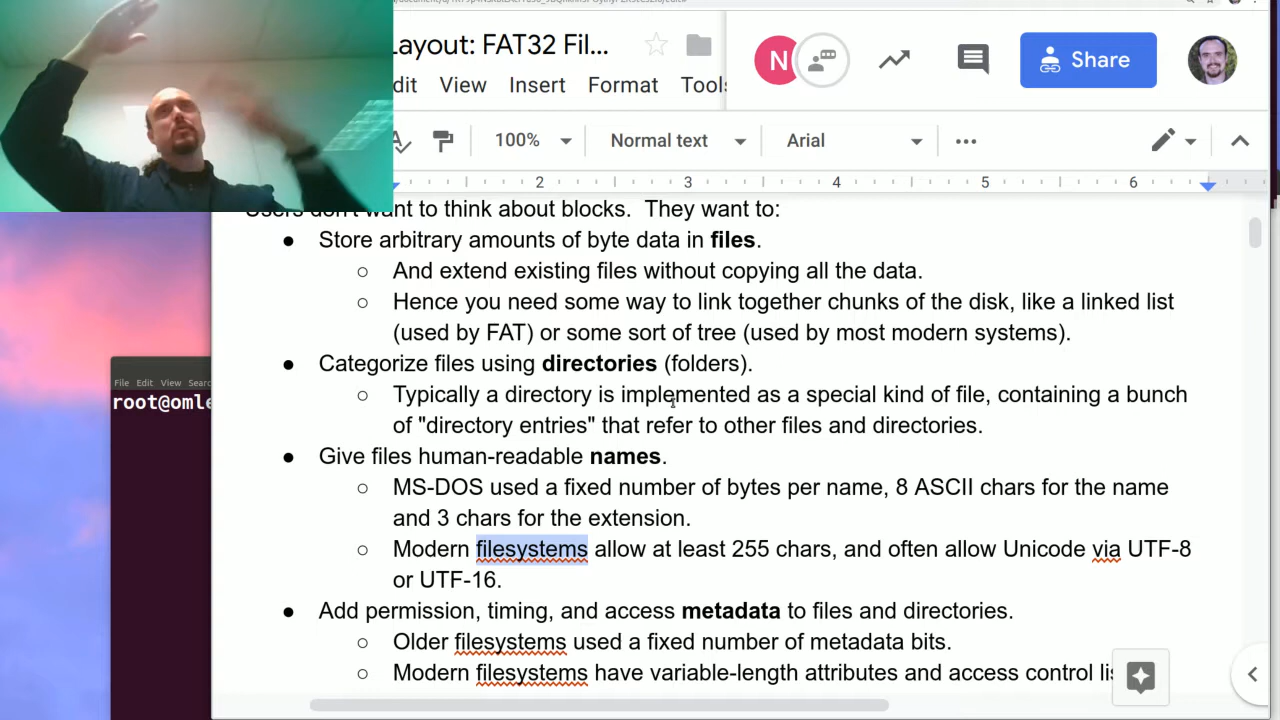 Layout: FAT32 Fil...
dit View Insert Format Tools
N
Share
100% Normal text Arial
2 3 4 5 6
Users don't want to think about blocks. They want to:
● Store arbitrary amounts of byte data in files.
○ And extend existing files without copying all the data.
○ Hence you need some way to link together chunks of the disk, like a linked list
(used by FAT) or some sort of tree (used by most modern systems).
● Categorize files using directories (folders).
○ Typically a directory is implemented as a special kind of file, containing a bunch
of "directory entries" that refer to other files and directories.
● Give files human-readable names.
○ MS-DOS used a fixed number of bytes per name, 8 ASCII chars for the name
and 3 chars for the extension.
○ Modern filesystems allow at least 255 chars, and often allow Unicode via UTF-8
or UTF-16.
● Add permission, timing, and access metadata to files and directories.
○ Older filesystems used a fixed number of metadata bits.
○ Modern filesystems have variable-length attributes and access control lis
File Edit View Searc
root@omle